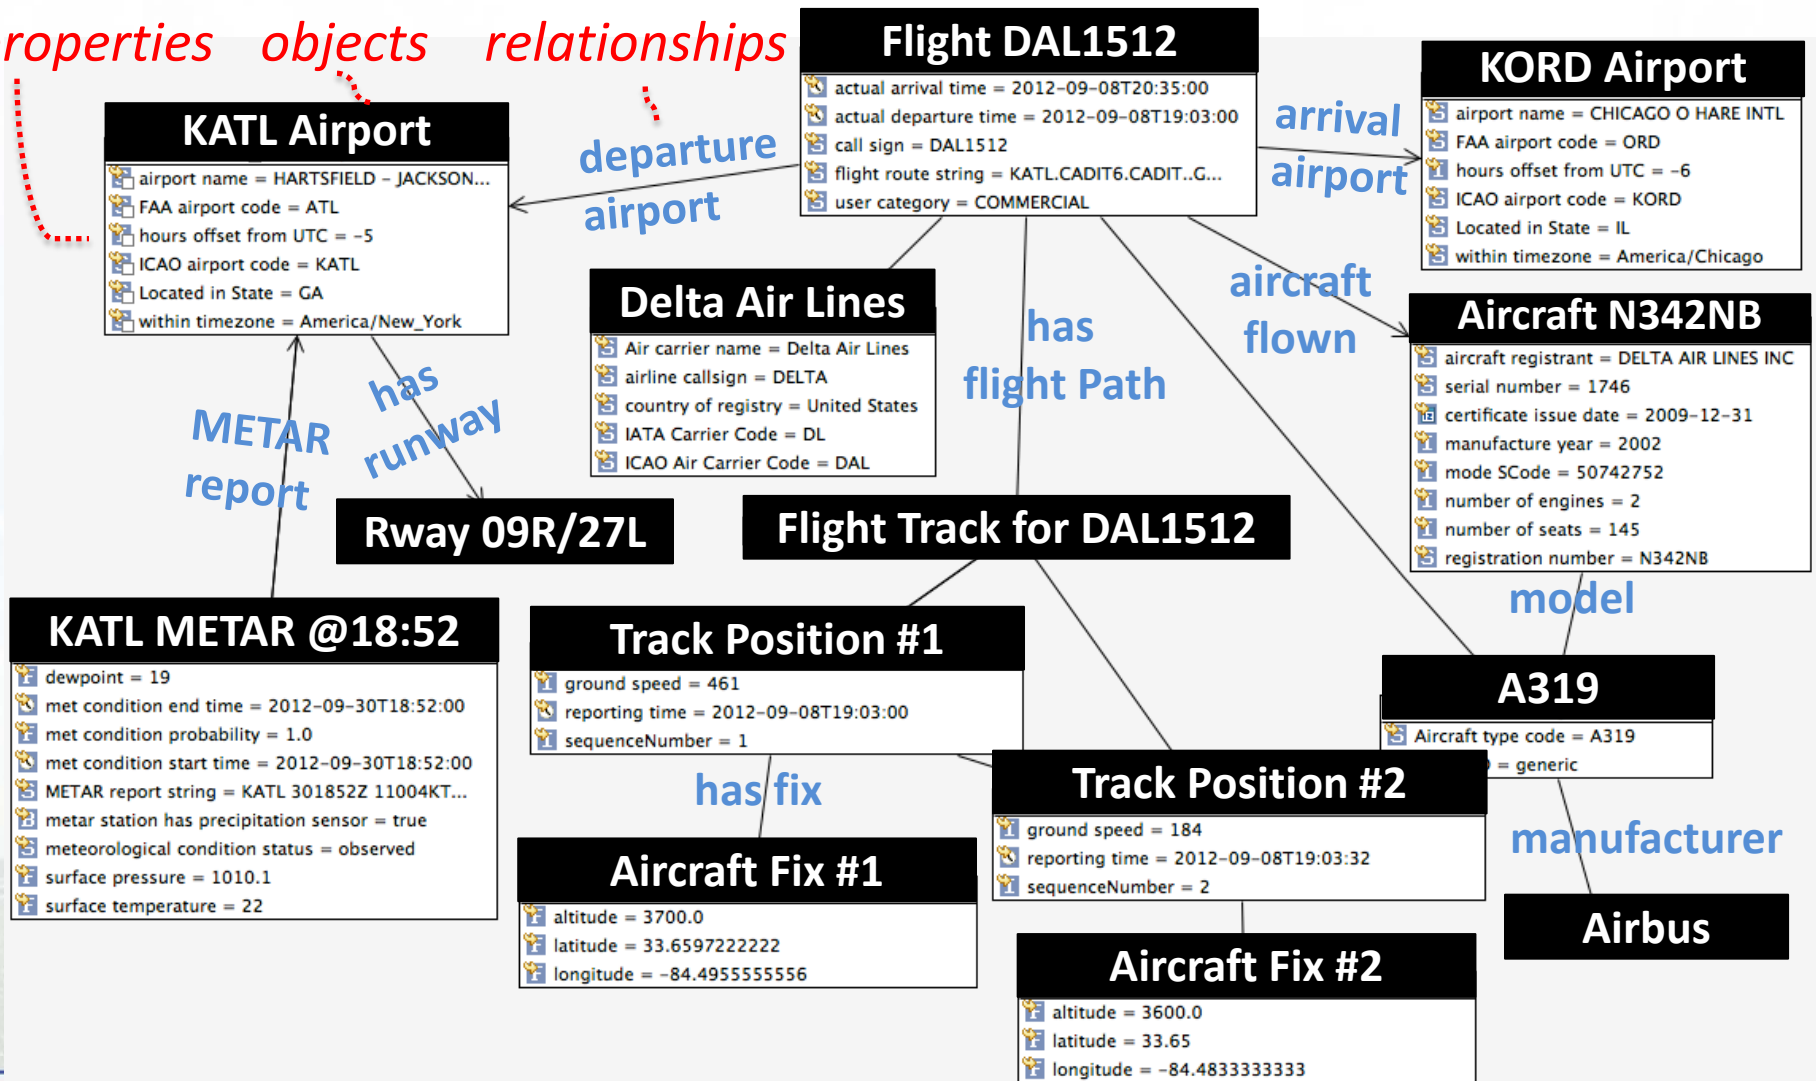 roperties objects relationships
Flight DAL1512
actual arrival time = 2012-09-08T20:35:00
actual departure time = 2012-09-08T19:03:00
call sign = DAL1512
flight route string = KATL.CADIT6.CADIT..G...
user category = COMMERCIAL
KORD Airport
airport name = CHICAGO O HARE INTL
FAA airport code = ORD
hours offset from UTC = -6
ICAO airport code = KORD
Located in State = IL
within timezone = America/Chicago
KATL Airport
airport name = HARTSFIELD - JACKSON...
FAA airport code = ATL
hours offset from UTC = -5
ICAO airport code = KATL
Located in State = GA
within timezone = America/New_York
departure
airport
arrival
airport
Delta Air Lines
Air carrier name = Delta Air Lines
airline callsign = DELTA
country of registry = United States
IATA Carrier Code = DL
ICAO Air Carrier Code = DAL
has
flight Path
aircraft
flown
Aircraft N342NB
aircraft registrant = DELTA AIR LINES INC
serial number = 1746
certificate issue date = 2009-12-31
manufacture year = 2002
mode SCode = 50742752
number of engines = 2
number of seats = 145
registration number = N342NB
METAR
report
has
runway
Rway 09R/27L
Flight Track for DAL1512
model
KATL METAR @18:52
dewpoint = 19
met condition end time = 2012-09-30T18:52:00
met condition probability = 1.0
met condition start time = 2012-09-30T18:52:00
METAR report string = KATL 301852Z 11004KT...
metar station has precipitation sensor = true
meteorological condition status = observed
surface pressure = 1010.1
surface temperature = 22
Track Position #1
ground speed = 461
reporting time = 2012-09-08T19:03:00
sequenceNumber = 1
A319
Aircraft type code = A319
= generic
has fix
Track Position #2
ground speed = 184
reporting time = 2012-09-08T19:03:32
sequenceNumber = 2
manufacturer
Airbus
Aircraft Fix #1
altitude = 3700.0
latitude = 33.6597222222
longitude = -84.4955555556
Aircraft Fix #2
altitude = 3600.0
latitude = 33.65
longitude = -84.4833333333